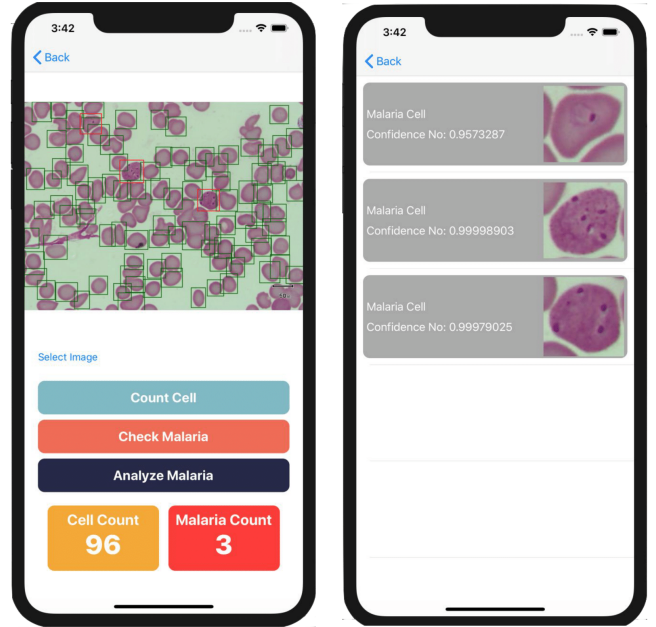 3:42
Back
Select Image
Count Cell
Check Malaria
Analyze Malaria
Cell Count
96
Malaria Count
3
3:42
Back
Malaria Cell
Confidence No: 0.9573287
Malaria Cell
Confidence No: 0.99998903
Malaria Cell
Confidence No: 0.99979025